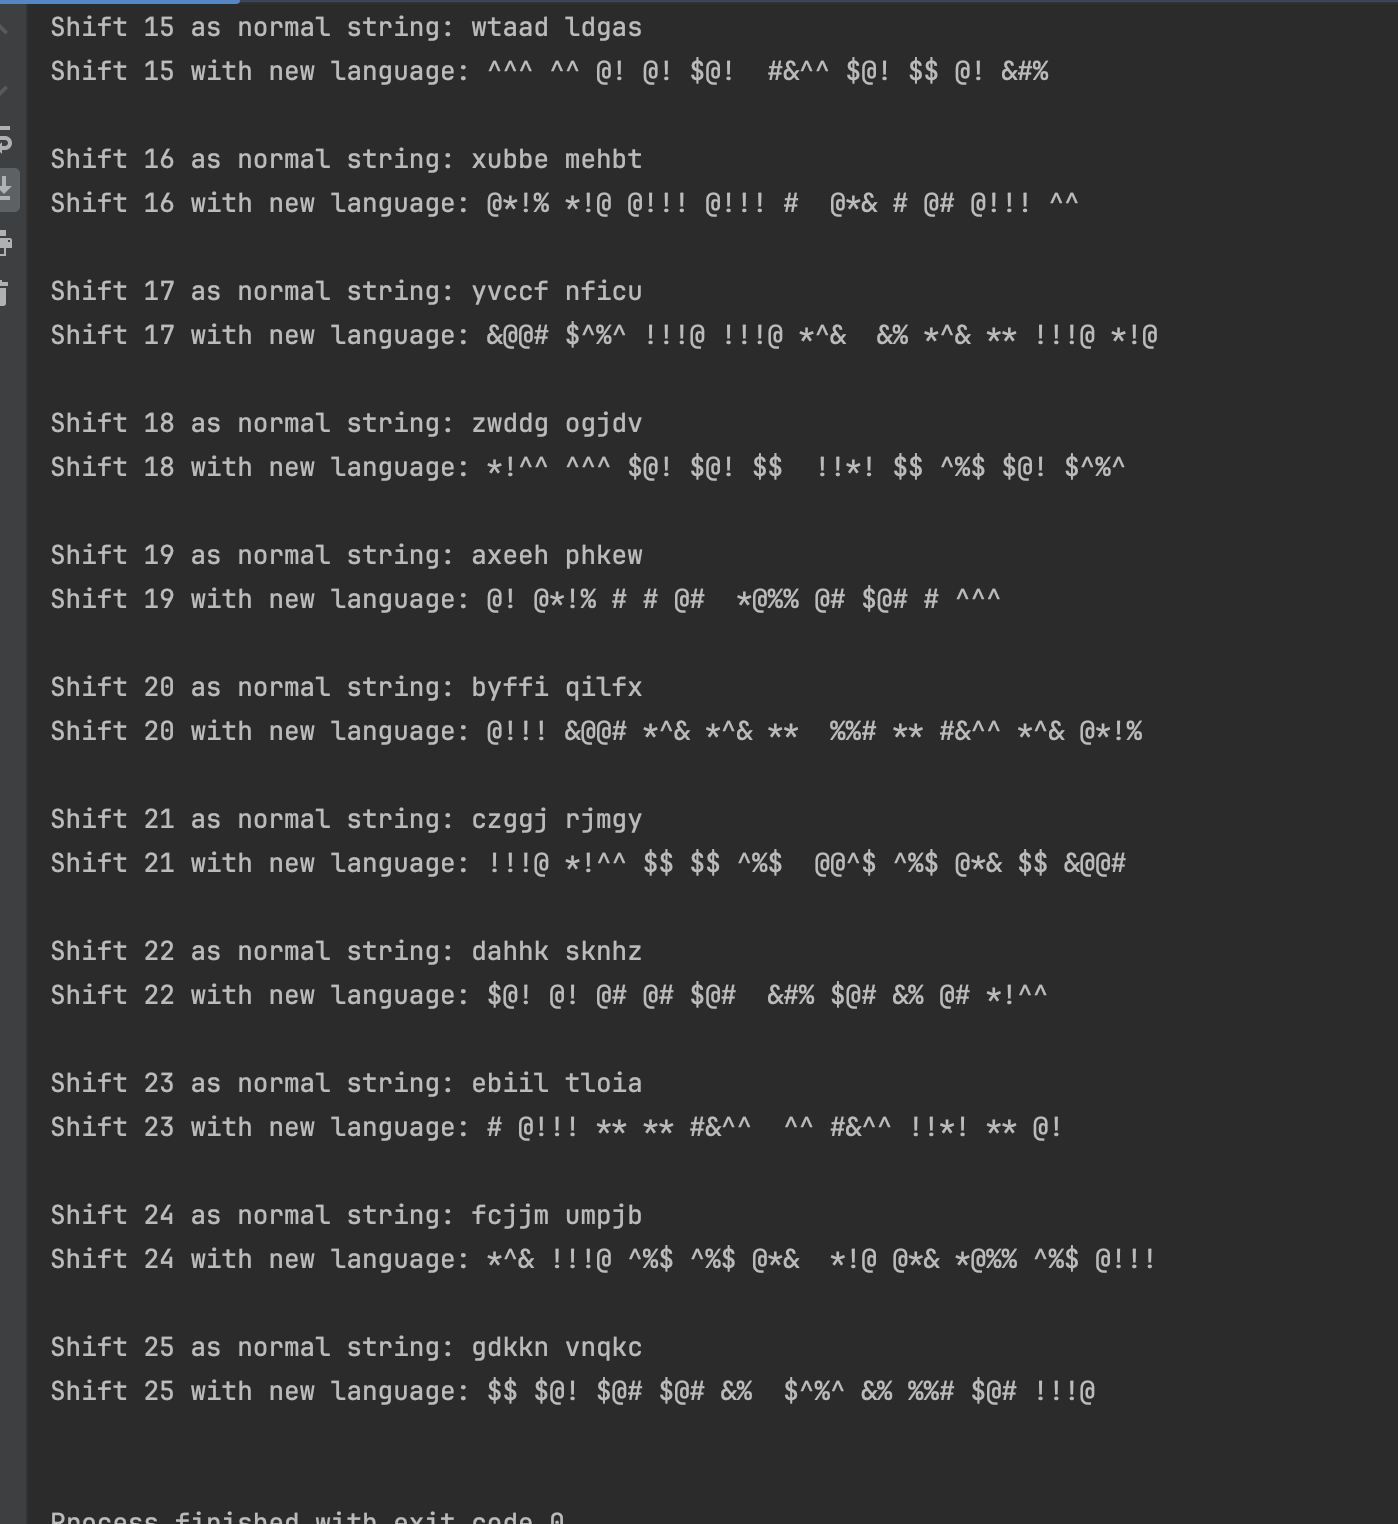 Shift 15 as normal string: wtaad ldgas
Shift 15 with new language: ^^^ ^^ @! @! $@!  #&^^ $@! $$ @! &#%
Shift 16 as normal string: xubbe mehbt
Shift 16 with new language: @*!% *!@ @!!! @!!! #  @*& # @# @!!! ^^
Shift 17 as normal string: yvccf nficu
Shift 17 with new language: &@@# $^%^ !!!@ !!!@ *^&  &% *^& ** !!!@ *!@
Shift 18 as normal string: zwddg ogjdv
Shift 18 with new language: *!^^ ^^^ $@! $@! $$  !!*! $$ ^%$ $@! $^%^
Shift 19 as normal string: axeeh phkew
Shift 19 with new language: @! @*!% # # @#  *@%% @# $@# # ^^^
Shift 20 as normal string: byffi qilfx
Shift 20 with new language: @!!! &@@# *^& *^& **  %%# ** #&^^ *^& @*!%
Shift 21 as normal string: czggj rjmgy
Shift 21 with new language: !!!@ *!^^ $$ $$ ^%$  @@^$ ^%$ @*& $$ &@@#
Shift 22 as normal string: dahhk sknhz
Shift 22 with new language: $@! @! @# @# $@#  &#% $@# &% @# *!^^
Shift 23 as normal string: ebiil tloia
Shift 23 with new language: # @!!! ** ** #&^^  ^^ #&^^ !!*! ** @!
Shift 24 as normal string: fcjjm umpjb
Shift 24 with new language: *^& !!!@ ^%$ ^%$ @*&  *!@ @*& *@%% ^%$ @!!!
Shift 25 as normal string: gdkkn vnqkc
Shift 25 with new language: $$ $@! $@# $@# &%  $^%^ &% %%# $@# !!!@
Process finished with exit code 0